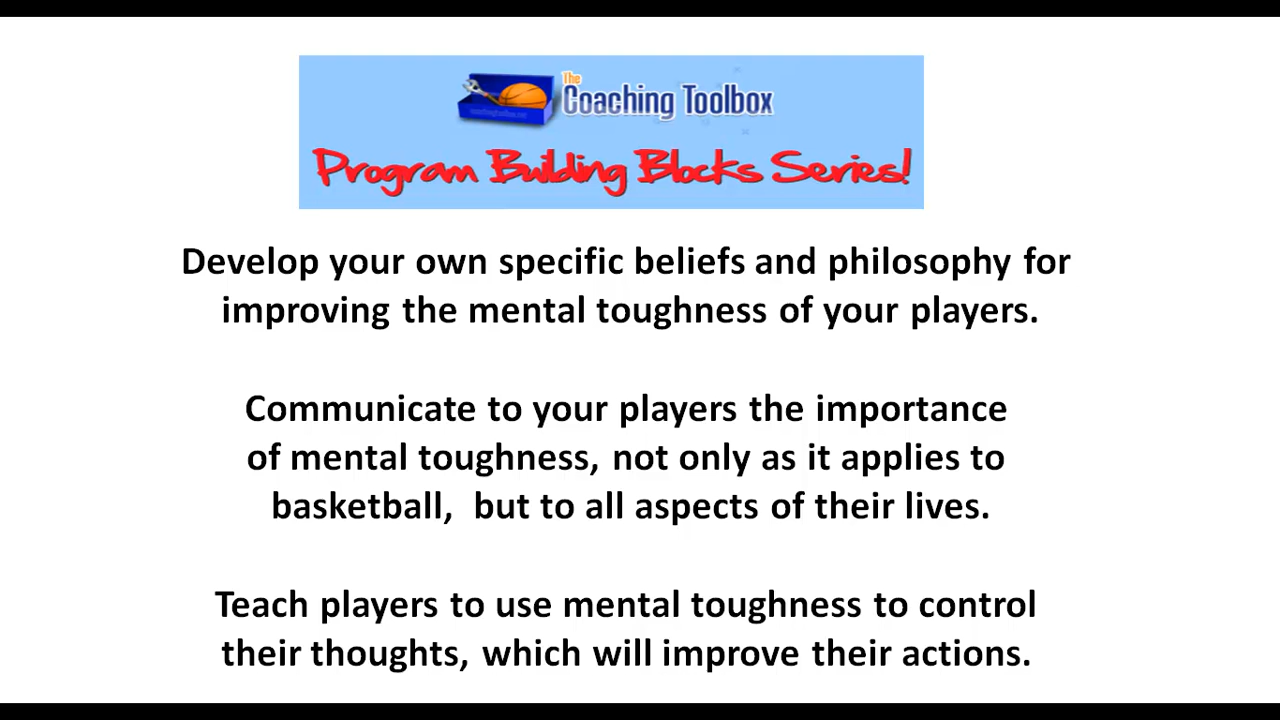 The
Coaching Toolbox
Program Building Blocks Series!
Develop your own specific beliefs and philosophy for
improving the mental toughness of your players.
Communicate to your players the importance
of mental toughness, not only as it applies to
basketball,  but to all aspects of their lives.
Teach players to use mental toughness to control
their thoughts, which will improve their actions.